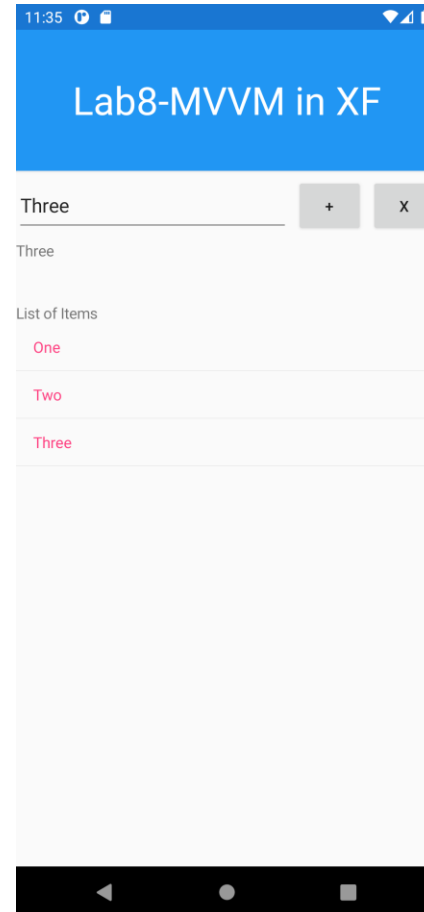 11:35
Lab8-MVVM in XF
Three + X
Three
List of Items
One
Two
Three